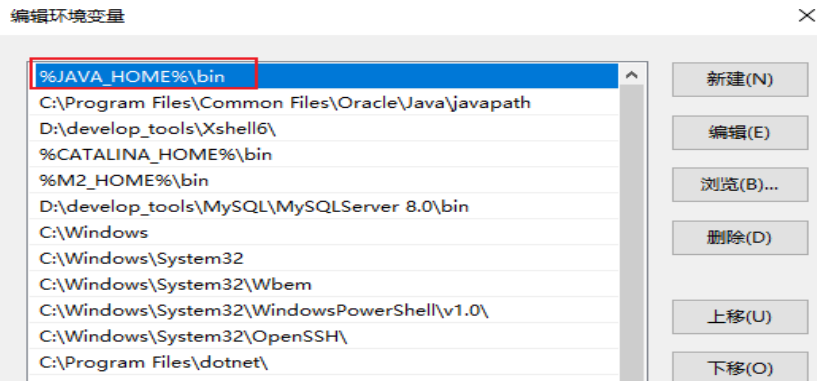 编辑环境变量
%JAVA_HOME%\bin
C:\Program Files\Common Files\Oracle\Java\javapath
D:\develop_tools\Xshell6\
%CATALINA_HOME%\bin
%M2_HOME%\bin
D:\develop_tools\MySQL\MySQLServer 8.0\bin
C:\Windows
C:\Windows\System32
C:\Windows\System32\Wbem
C:\Windows\System32\WindowsPowerShell\v1.0\
C:\Windows\System32\OpenSSH\
C:\Program Files\dotnet\
新建(N)
编辑(E)
浏览(B)...
删除(D)
上移(U)
下移(O)